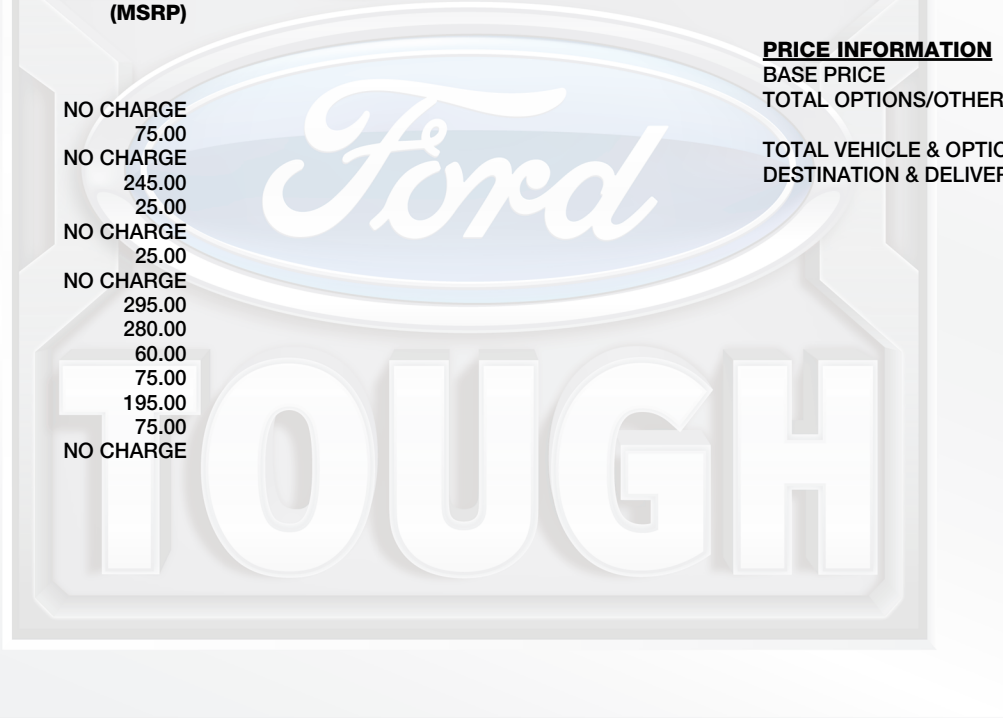 (MSRP)
NO CHARGE
75.00
NO CHARGE
245.00
25.00
NO CHARGE
25.00
NO CHARGE
295.00
280.00
60.00
75.00
195.00
75.00
NO CHARGE
PRICE INFORMATION
BASE PRICE
TOTAL OPTIONS/OTHER
TOTAL VEHICLE & OPTIO
DESTINATION & DELIVER
Ford
TOUGH